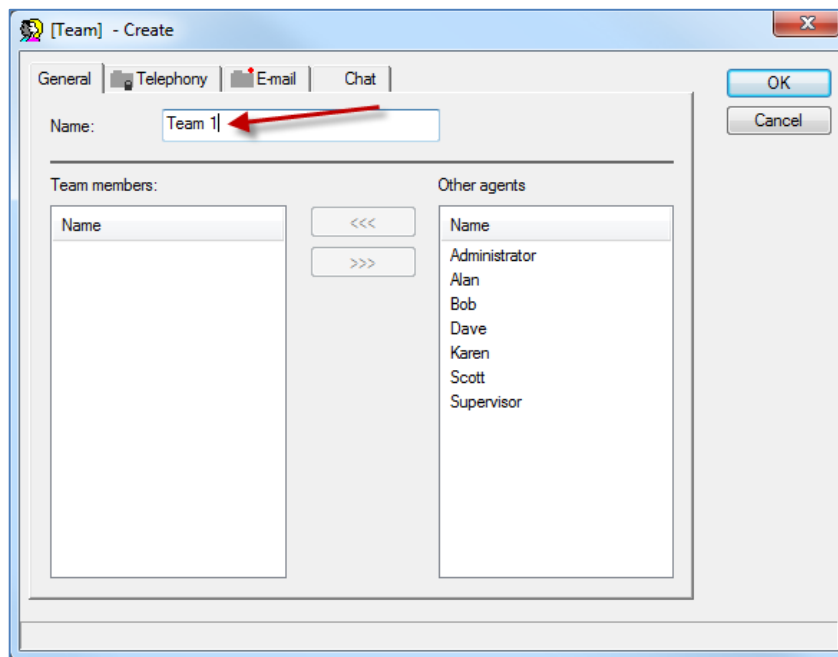 [Team] - Create
General Telephony E-mail Chat
OK
Name: Team 1
Cancel
Team members: Other agents
Name <<< Name
>>>
Administrator
Alan
Bob
Dave
Karen
Scott
Supervisor